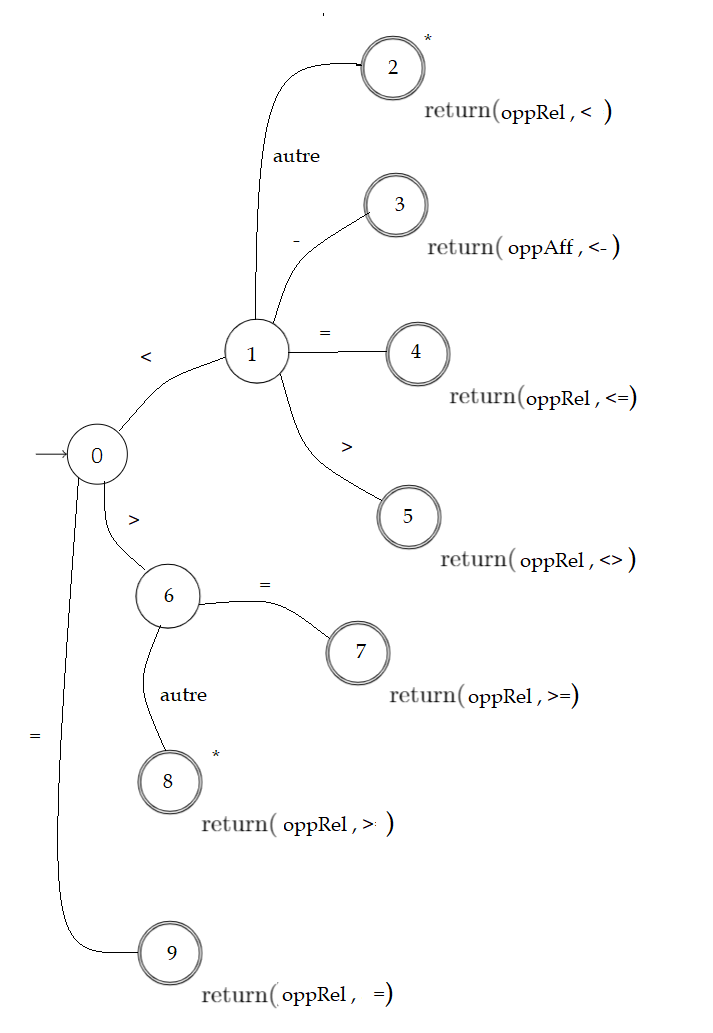 2
*
return(oppRel , < )
autre
3
-
return( oppAff , <- )
1
=
4
<
return(oppRel , <=)
0
>
5
>
return( oppRel , <> )
6
=
7
autre
return( oppRel , >=)
=
8
*
return( oppRel , > )
9
return( oppRel , =)